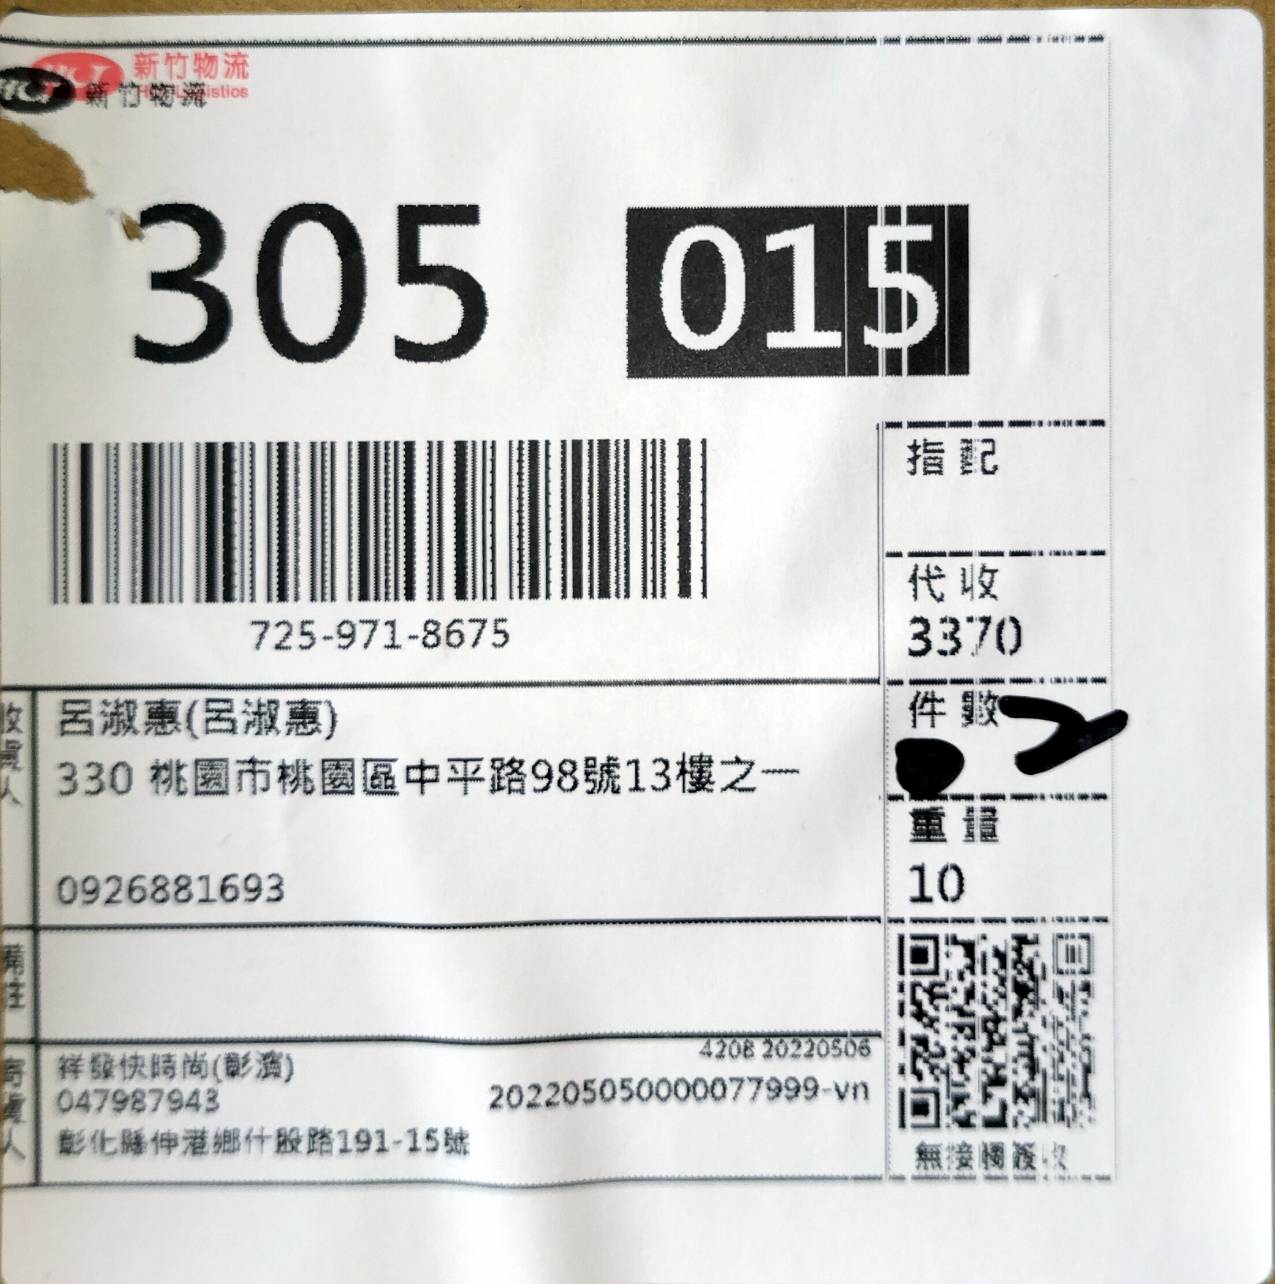 HCT 新竹物流
HCT Logistics
新竹物流
305 015
指配
代收
3370
725-971-8675
件數 2
收貨人
呂淑惠(呂淑惠)
330 桃園市桃園區中平路98號13樓之一
0926881693
重量
10
備註
寄貨人
祥發快時尚(彰濱)
4208 20220506
047987943
202205050000077999-vn
彰化縣伸港鄉什股路191-15號
無接觸簽收